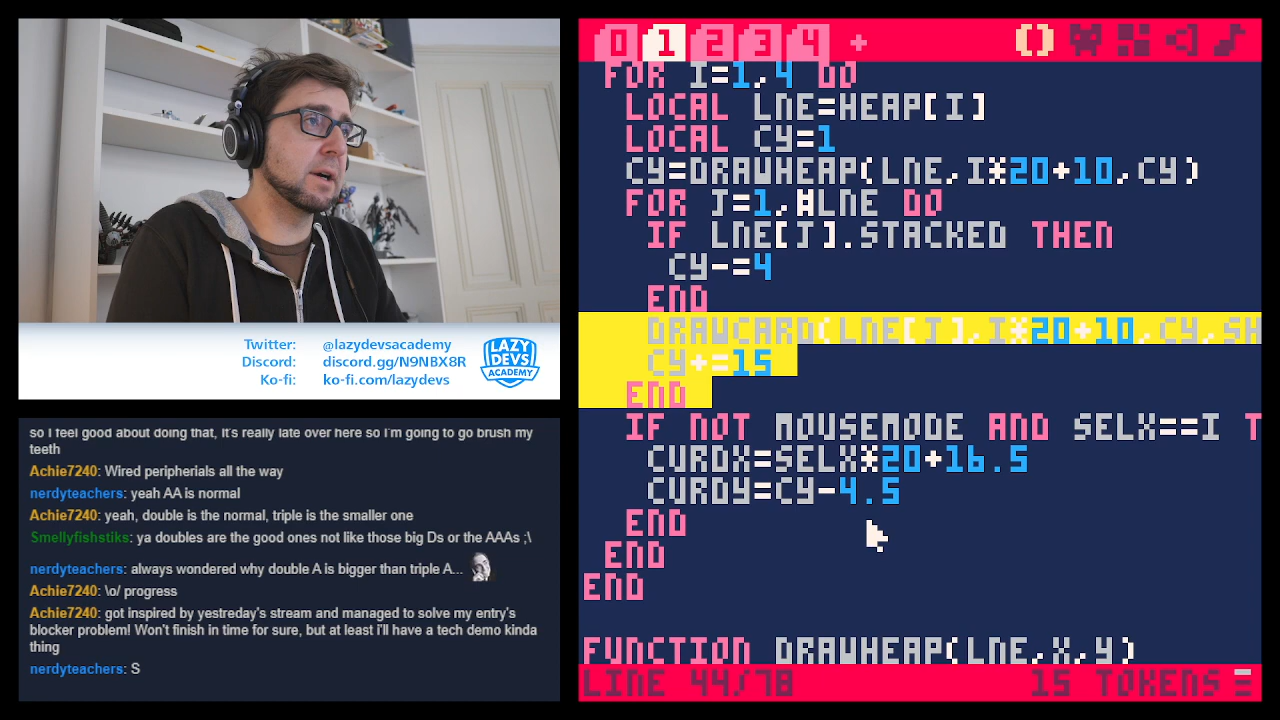 Twitter: @lazydevsacademy
Discord: discord.gg/N9NBX8R
Ko-fi: ko-fi.com/lazydevs
LAZY
DEVS
ACADEMY
so I feel good about doing that, it's really late over here so I'm going to go brush my
teeth
Achie7240: Wired peripherials all the way
nerdyteachers: yeah AA is normal
Achie7240: yeah, double is the normal, triple is the smaller one
Smellyfishstiks: ya doubles are the good ones not like those big Ds or the AAAs ;\
nerdyteachers: always wondered why double A is bigger than triple A...
Achie7240: \o/ progress
Achie7240: got inspired by yestreday's stream and managed to solve my entry's
blocker problem! Won't finish in time for sure, but at least i'll have a tech demo kinda
thing
nerdyteachers: S
0 1 2 3 4 +
FOR I=1,4 DO
LOCAL LNE=HEAP[I]
LOCAL CY=1
CY=DRAWHEAP(LNE,I*20+10,CY)
FOR J=1,#LNE DO
IF LNE[J].STACKED THEN
CY-=4
END
DRAWCARD(LNE[J],I*20+10,CY,SH
CY+=15
END
IF NOT MOUSEMODE AND SELX==I T
CURDX=SELX*20+16.5
CURDY=CY-4.5
END
END
END
FUNCTION DRAWHEAP(LNE,X,Y)
LINE 44/78 15 TOKENS